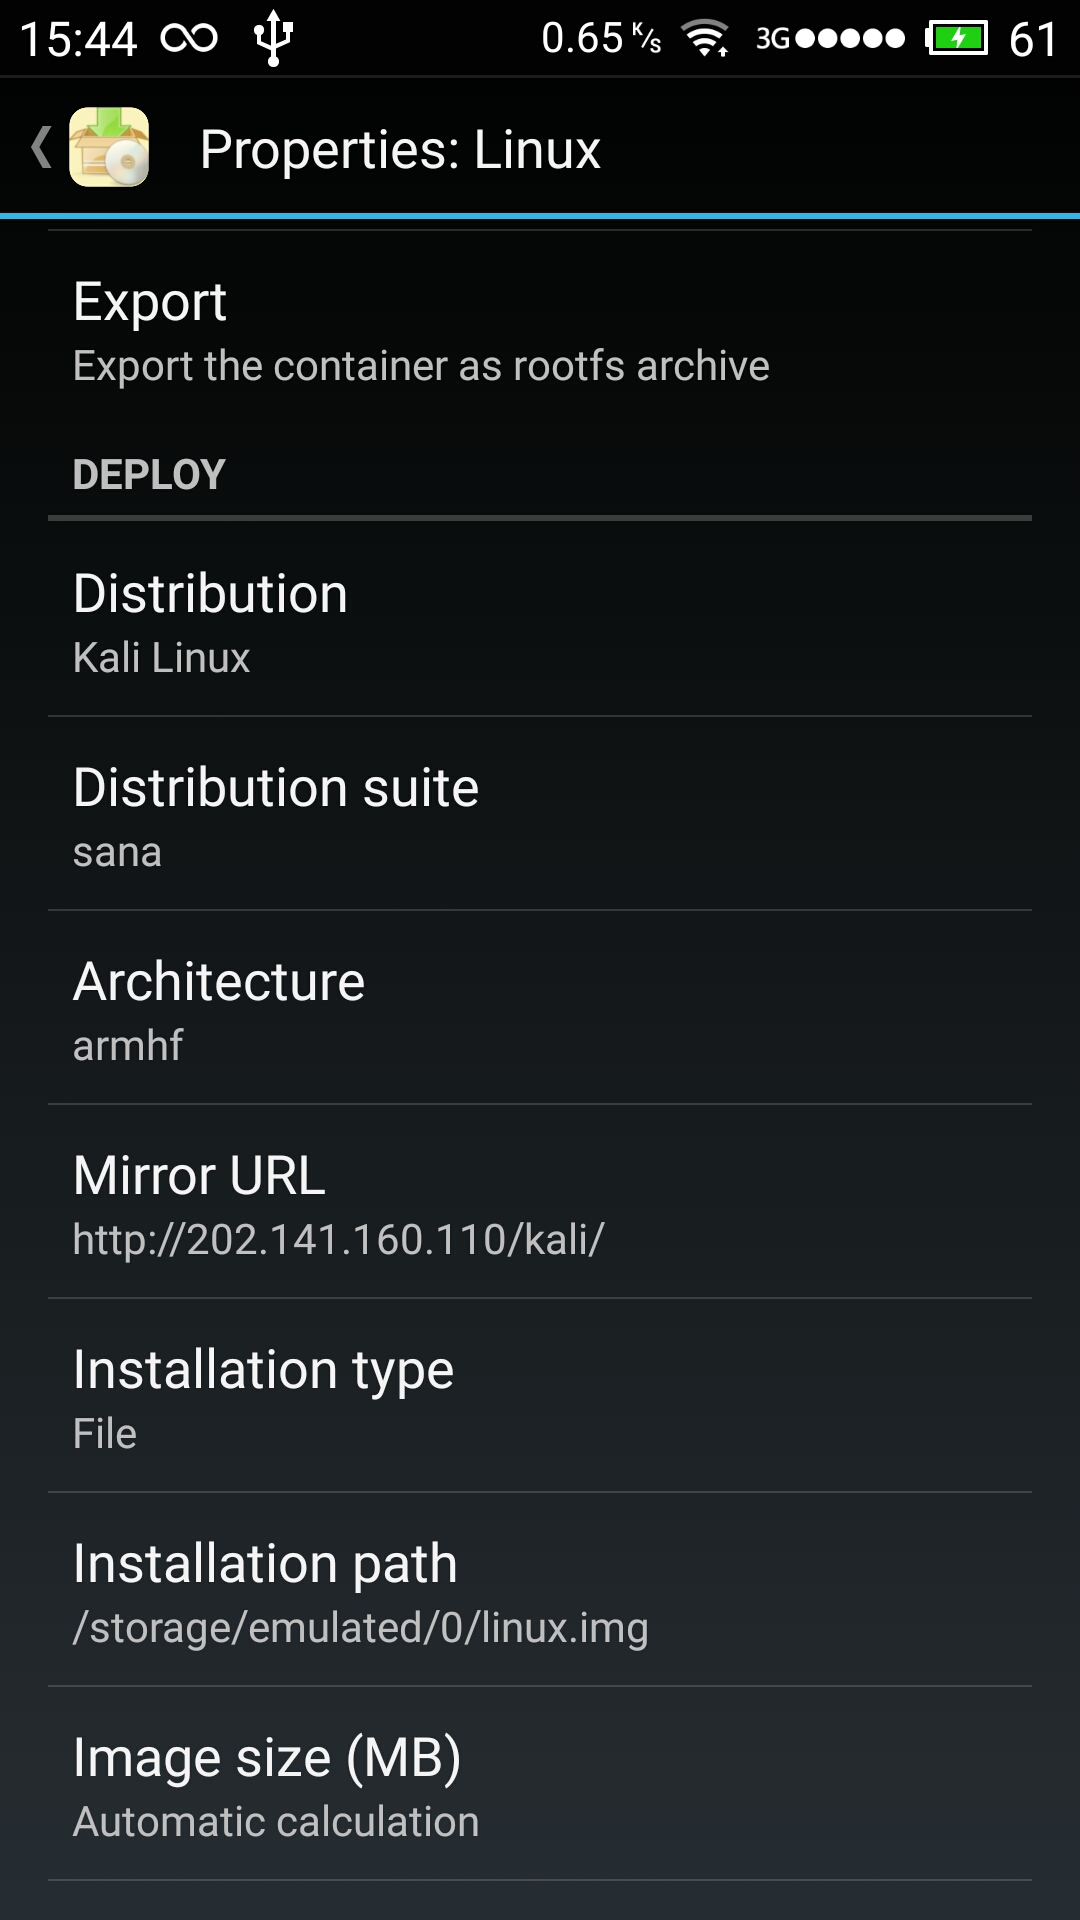 15:44 0.65 K/s 3G 61
Properties: Linux
Export
Export the container as rootfs archive
DEPLOY
Distribution
Kali Linux
Distribution suite
sana
Architecture
armhf
Mirror URL
http://202.141.160.110/kali/
Installation type
File
Installation path
/storage/emulated/0/linux.img
Image size (MB)
Automatic calculation